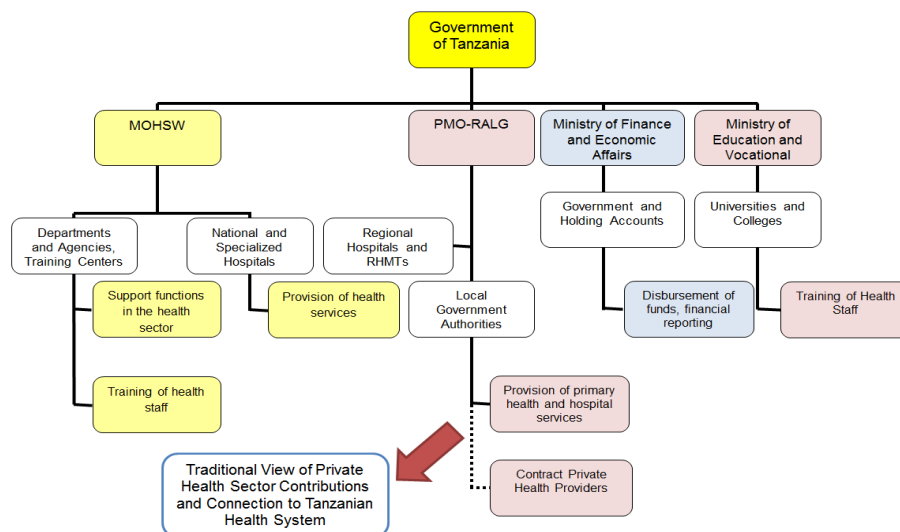 Government
of Tanzania
MOHSW
PMO-RALG
Ministry of Finance
and Economic
Affairs
Ministry of
Education and
Vocational
Departments
and Agencies,
Training Centers
National and
Specialized
Hospitals
Regional
Hospitals and
RHMTs
Government and
Holding Accounts
Universities and
Colleges
Support functions
in the health
sector
Provision of health
services
Local
Government
Authorities
Disbursement of
funds, financial
reporting
Training of Health
Staff
Training of health
staff
Provision of primary
health and hospital
services
Traditional View of Private
Health Sector Contributions
and Connection to Tanzanian
Health System
Contract Private
Health Providers